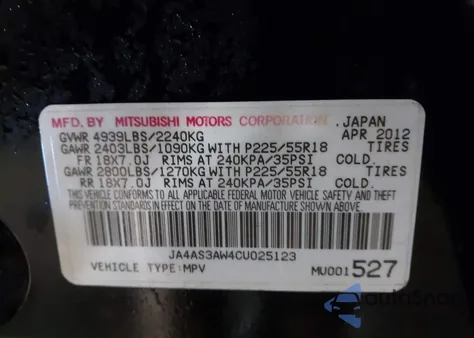 MFD. BY MITSUBISHI MOTORS CORPORATION. JAPAN
GVWR 4939LBS/2240KG APR 2012
GAWR 2403LBS/1090KG WITH P225/55R18 TIRES
FR 18X7.0J RIMS AT 240KPA/35PSI COLD.
GAWR 2800LBS/1270KG WITH P225/55R18 TIRES
RR 18X7.0J RIMS AT 240KPA/35PSI COLD.
THIS VEHICLE CONFORMS TO ALL APPLICABLE FEDERAL MOTOR VEHICLE SAFETY AND THEFT
PREVENTION STANDARDS IN EFFECT ON THE DATE OF MANUFACTURE SHOWN ABOVE.
JA4AS3AW4CU025123
VEHICLE TYPE:MPV MU001527